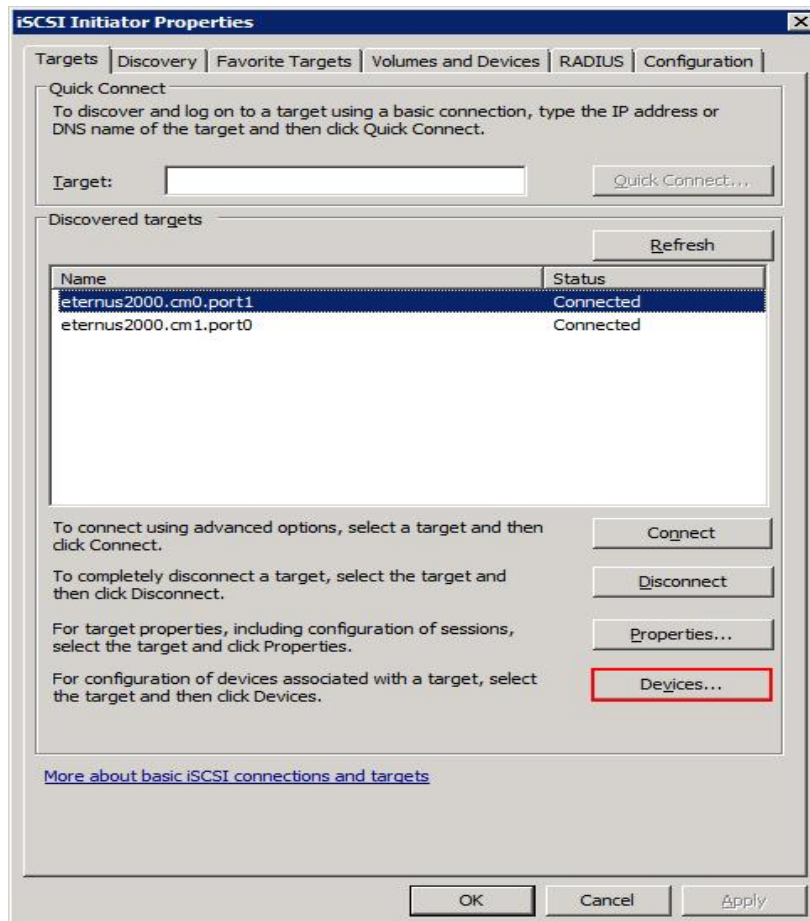 iSCSI Initiator Properties
Targets Discovery Favorite Targets Volumes and Devices RADIUS Configuration
Quick Connect
To discover and log on to a target using a basic connection, type the IP address or
DNS name of the target and then click Quick Connect.
Target:
Quick Connect...
Discovered targets
Refresh
Name Status
eternus2000.cm0.port1 Connected
eternus2000.cm1.port0 Connected
To connect using advanced options, select a target and then
click Connect.
Connect
To completely disconnect a target, select the target and
then click Disconnect.
Disconnect
For target properties, including configuration of sessions,
select the target and click Properties.
Properties...
For configuration of devices associated with a target, select
the target and then click Devices.
Devices...
More about basic iSCSI connections and targets
OK Cancel Apply